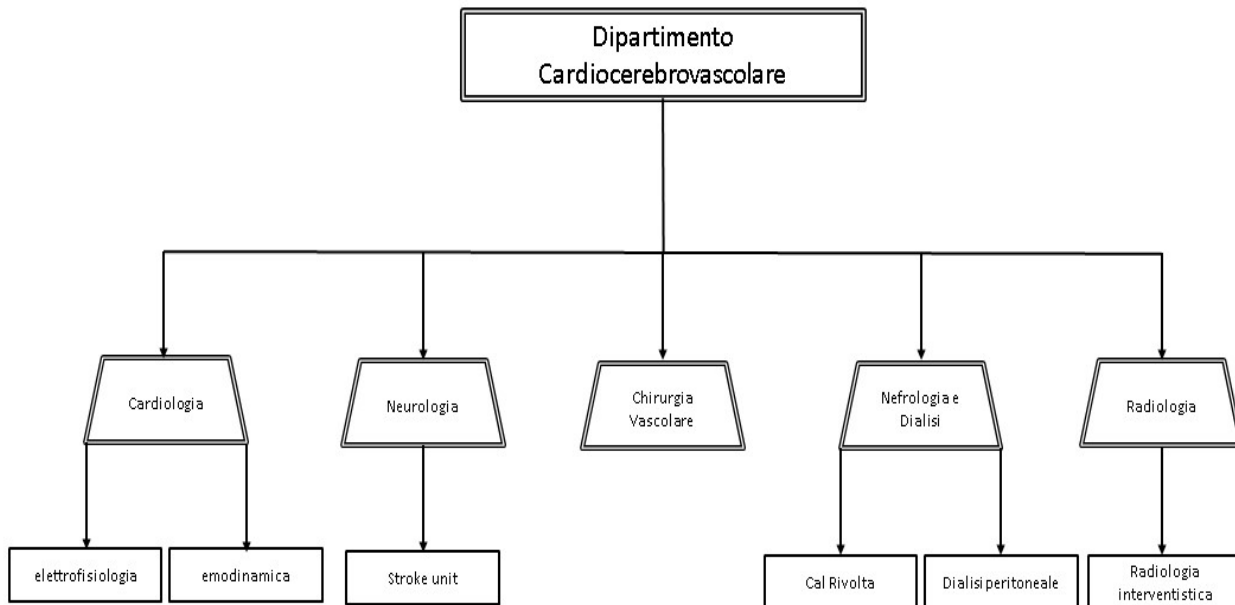 Dipartimento
Cardiocerebrovascolare
Cardiologia
Neurologia
Chirurgia
Vascolare
Nefrologia e
Dialisi
Radiologia
elettrofisiologia
emodinamica
Stroke unit
Cal Rivolta
Dialisi peritoneale
Radiologia
interventistica